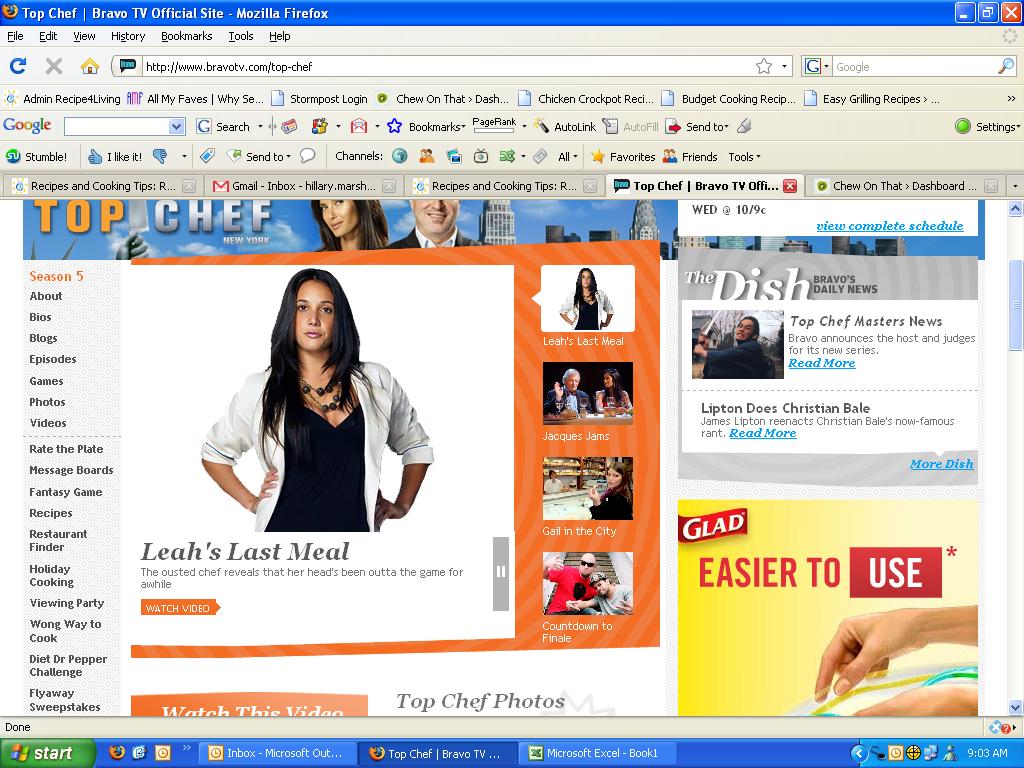 Top Chef | Bravo TV Official Site - Mozilla Firefox
File Edit View History Bookmarks Tools Help
http://www.bravotv.com/top-chef
Google
Admin Recipe4Living
All My Faves | Why Se...
Stormpost Login
Chew On That › Dash...
Chicken Crockpot Reci...
Budget Cooking Recip...
Easy Grilling Recipes › ...
Google
Search
Bookmarks
PageRank
AutoLink
AutoFill
Send to
Settings
Stumble!
I like it!
Send to
Channels:
All
Favorites
Friends
Tools
Recipes and Cooking Tips: R...
Gmail - Inbox - hillary.marsh...
Recipes and Cooking Tips: R...
Top Chef | Bravo TV Offi...
Chew On That › Dashboard ...
TOP CHEF
NEW YORK
WED @ 10/9c
view complete schedule
Season 5
About
Bios
Blogs
Episodes
Games
Photos
Videos
Rate the Plate
Message Boards
Fantasy Game
Recipes
Restaurant
Finder
Holiday
Cooking
Viewing Party
Wong Way to
Cook
Diet Dr Pepper
Challenge
Flyaway
Sweepstakes
Leah's Last Meal
The ousted chef reveals that her head's been outta the game for
awhile
WATCH VIDEO
Leah's Last Meal
Jacques Jams
Gail in the City
Countdown to
Finale
Watch This Video
Top Chef Photos
The Dish BRAVO'S
DAILY NEWS
Top Chef Masters News
Bravo announces the host and judges
for its new series.
Read More
Lipton Does Christian Bale
James Lipton reenacts Christian Bale's now-famous
rant. Read More
More Dish
GLAD
EASIER TO USE*
Done
start
Inbox - Microsoft Out...
Top Chef | Bravo TV ...
Microsoft Excel - Book1
9:03 AM